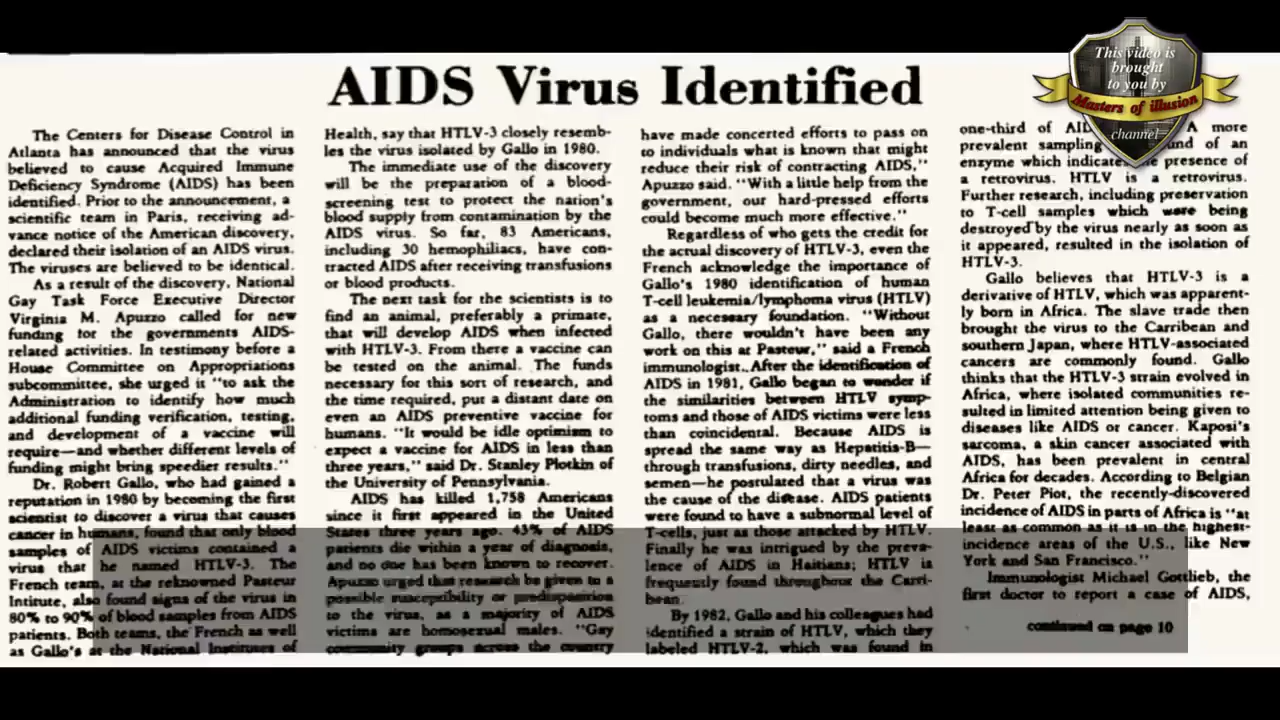 AIDS Virus Identified
The Centers for Disease Control in
Atlanta has announced that the virus
believed to cause Acquired Immune
Deficiency Syndrome (AIDS) has been
identified. Prior to the announcement, a
scientific team in Paris, receiving ad-
vance notice of the American discovery,
declared their isolation of an AIDS virus.
The viruses are believed to be identical.
As a result of the discovery, National
Gay Task Force Executive Director
Virginia M. Apuzzo called for new
funding for the governments AIDS-
related activities. In testimony before a
House Committee on Appropriations
subcommittee, she urged it "to ask the
Administration to identify how much
additional funding verification, testing,
and development of a vaccine will
require—and whether different levels of
funding might bring speedier results."
Dr. Robert Gallo, who had gained a
reputation in 1980 by becoming the first
scientist to discover a virus that causes
cancer in humans, found that only blood
samples of AIDS victims contained a
virus that he named HTLV-3. The
French team, at the reknowned Pasteur
Intitute, also found signs of the virus in
80% to 90% of blood samples from AIDS
patients. Both teams, the French as well
as Gallo's at the National Institutes of
Health, say that HTLV-3 closely resemb-
les the virus isolated by Gallo in 1980.
The immediate use of the discovery
will be the preparation of a blood-
screening test to protect the nation's
blood supply from contamination by the
AIDS virus. So far, 83 Americans,
including 30 hemophiliacs, have con-
tracted AIDS after receiving transfusions
or blood products.
The next task for the scientists is to
find an animal, preferably a primate,
that will develop AIDS when infected
with HTLV-3. From there a vaccine can
be tested on the animal. The funds
necessary for this sort of research, and
the time required, put a distant date on
even an AIDS preventive vaccine for
humans. "It would be idle optimism to
expect a vaccine for AIDS in less than
three years," said Dr. Stanley Plotkin of
the University of Pennsylvania.
AIDS has killed 1,758 Americans
since it first appeared in the United
States three years ago. 43% of AIDS
patients die within a year of diagnosis,
and no one has been known to recover.
Apuzzo urged that research be given to a
possible susceptibility or predisposition
to the virus, as a majority of AIDS
victims are homosexual males. "Gay
community groups across the country
have made concerted efforts to pass on
to individuals what is known that might
reduce their risk of contracting AIDS,"
Apuzzo said. "With a little help from the
government, our hard-pressed efforts
could become much more effective."
Regardless of who gets the credit for
the actual discovery of HTLV-3, even the
French acknowledge the importance of
Gallo's 1980 identification of human
T-cell leukemia/lymphoma virus (HTLV)
as a necessary foundation. "Without
Gallo, there wouldn't have been any
work on this at Pasteur," said a French
immunologist. After the identification of
AIDS in 1981, Gallo began to wonder if
the similarities between HTLV symp-
toms and those of AIDS victims were less
than coincidental. Because AIDS is
spread the same way as Hepatitis-B—
through transfusions, dirty needles, and
semen—he postulated that a virus was
the cause of the disease. AIDS patients
were found to have a subnormal level of
T-cells, just as those attacked by HTLV.
Finally he was intrigued by the preva-
lence of AIDS in Haitians; HTLV is
frequently found throughout the Carri-
bean.
By 1982, Gallo and his colleagues had
identified a strain of HTLV, which they
labeled HTLV-2, which was found in
one-third of A more
prevalent sampling of an
enzyme which indicates presence of
a retrovirus. HTLV is a retrovirus.
Further research, including preservation
to T-cell samples which were being
destroyed by the virus nearly as soon as
it appeared, resulted in the isolation of
HTLV-3.
Gallo believes that HTLV-3 is a
derivative of HTLV, which was apparent-
ly born in Africa. The slave trade then
brought the virus to the Carribean and
southern Japan, where HTLV-associated
cancers are commonly found. Gallo
thinks that the HTLV-3 strain evolved in
Africa, where isolated communities re-
sulted in limited attention being given to
diseases like AIDS or cancer. Kaposi's
sarcoma, a skin cancer associated with
AIDS, has been prevalent in central
Africa for decades. According to Belgian
Dr. Peter Piot, the recently-discovered
incidence of AIDS in parts of Africa is "at
least as common as it is in the highest-
incidence areas of the U.S., like New
York and San Francisco."
Immunologist Michael Gottlieb, the
first doctor to report a case of AIDS,
continued on page 10
This video is
brought
to you by
Masters of illusion
channel